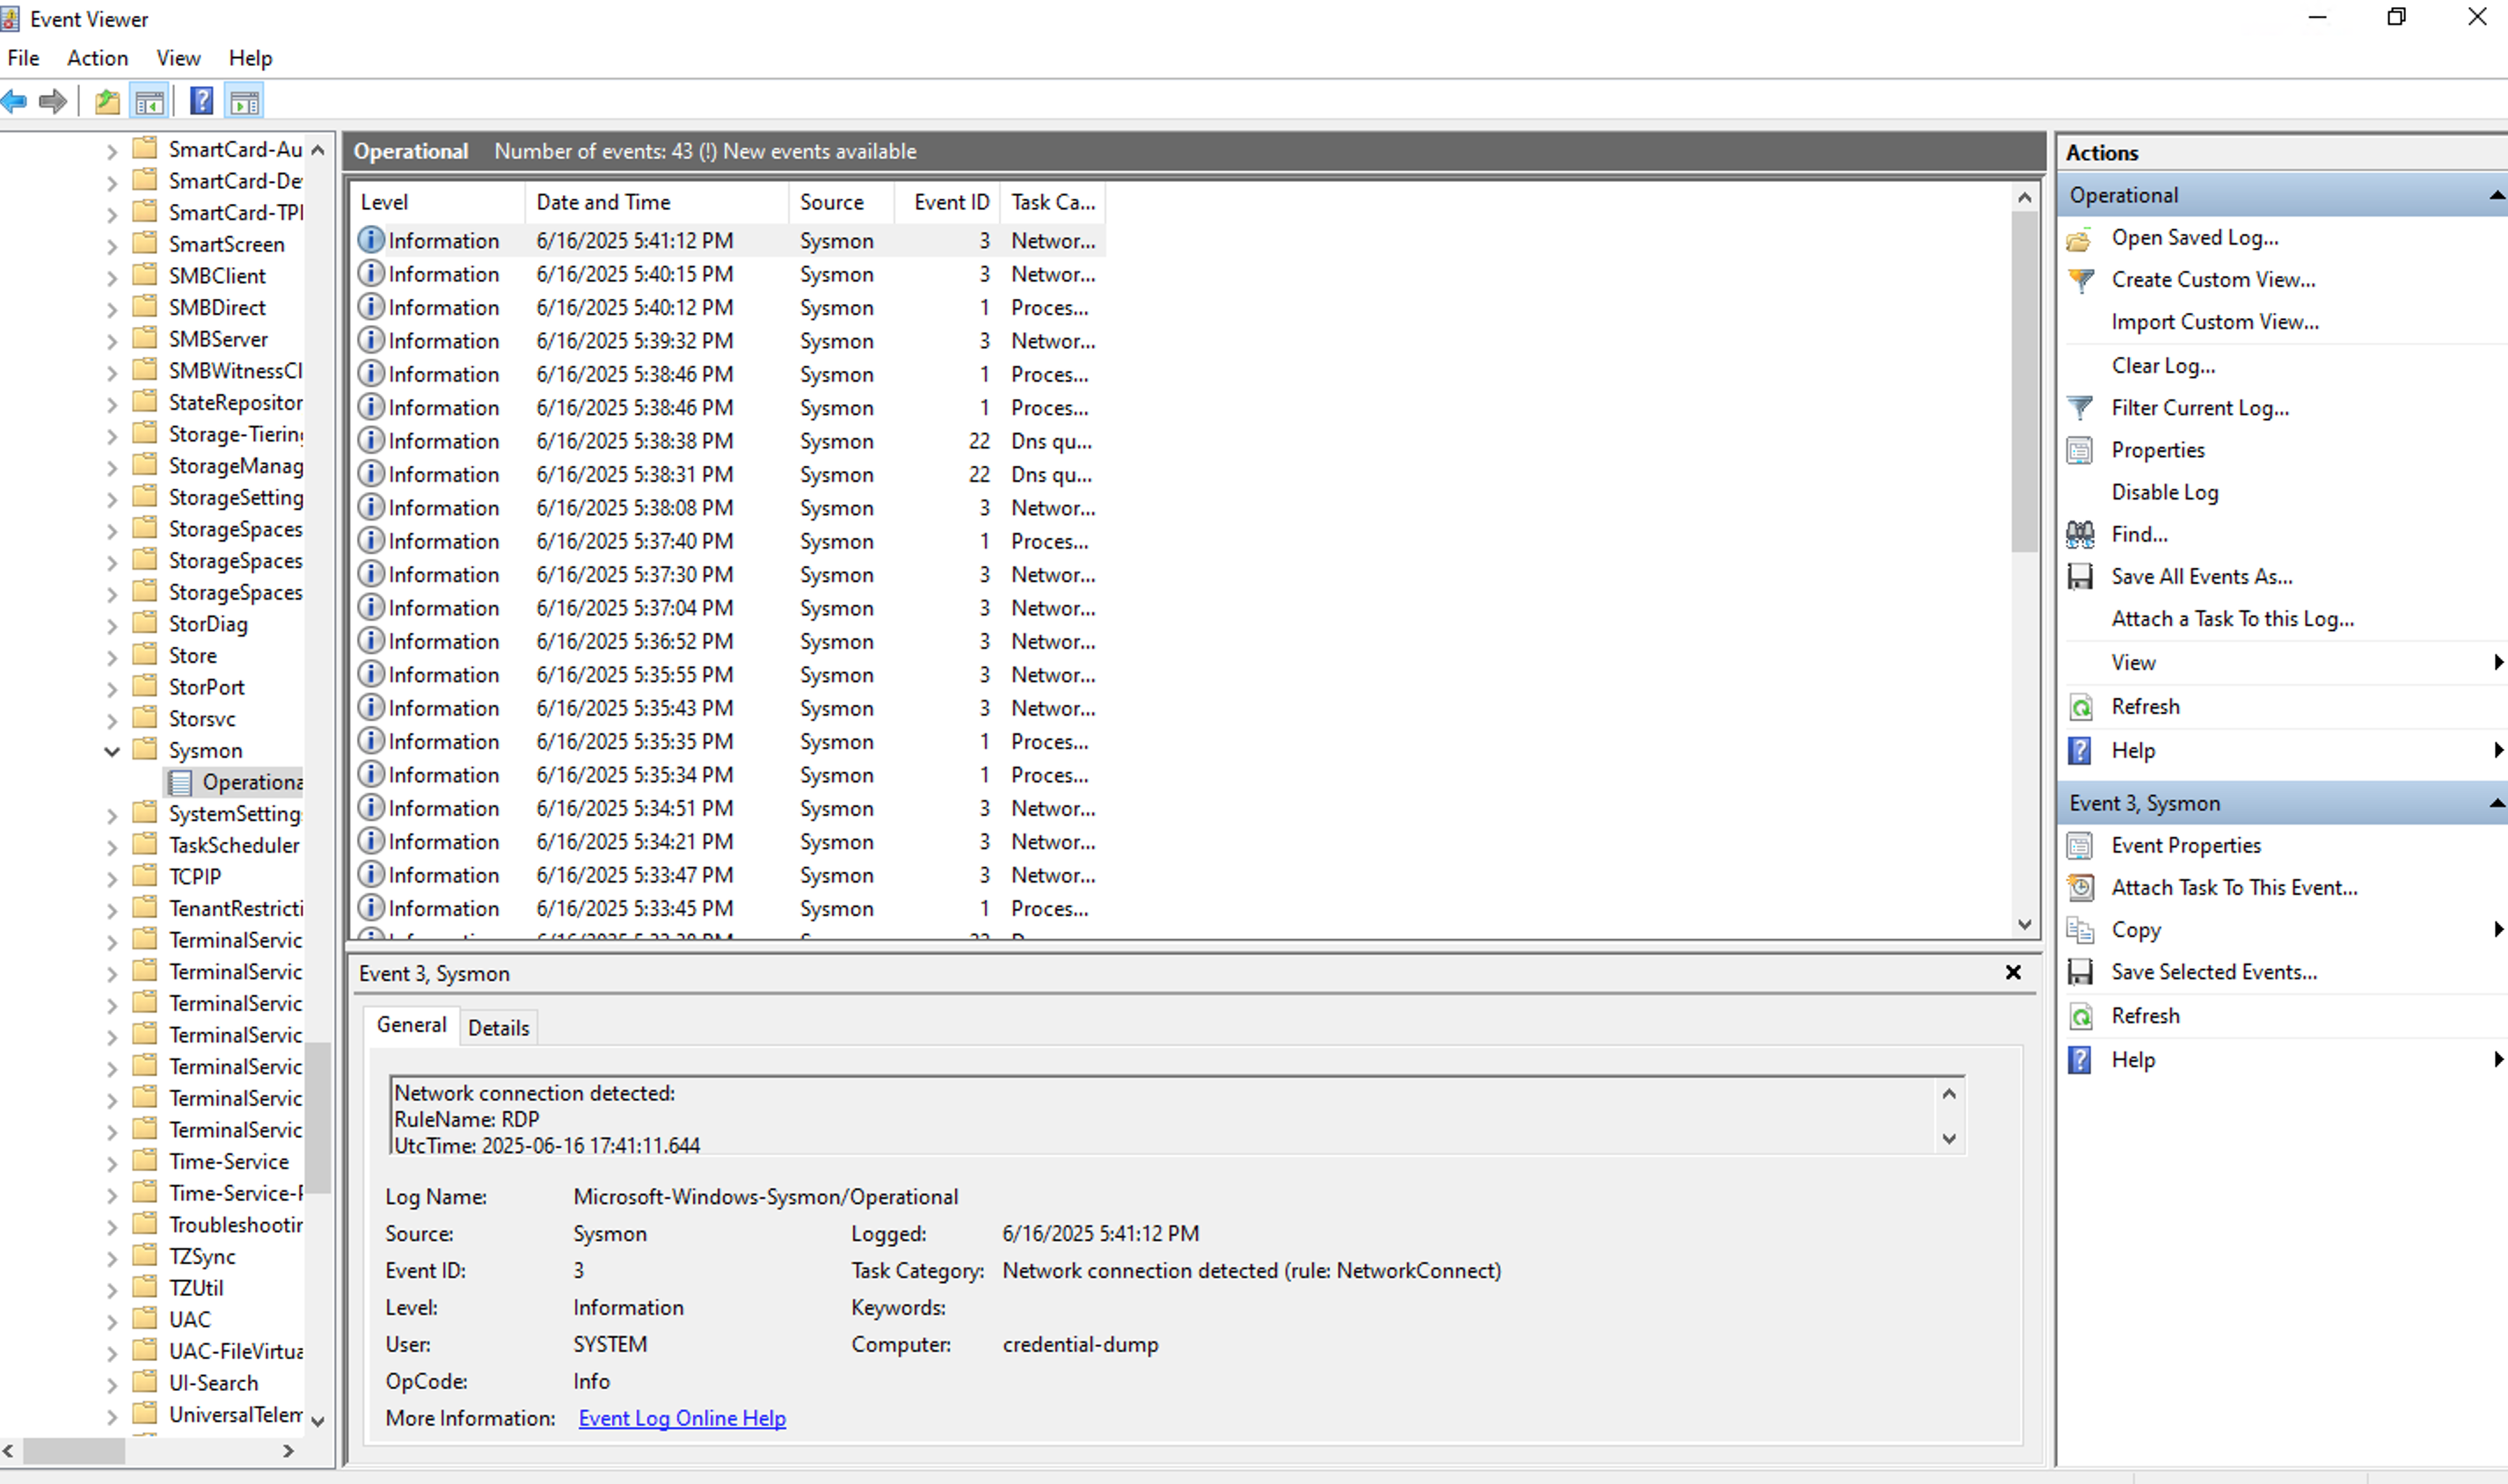 Event Viewer
File Action View Help
SmartCard-Au
SmartCard-De
SmartCard-TPI
SmartScreen
SMBClient
SMBDirect
SMBServer
SMBWitnessCl
StateRepositor
Storage-Tiering
StorageManag
StorageSetting
StorageSpaces
StorageSpaces
StorageSpaces
StorDiag
Store
StorPort
Storsvc
Sysmon
Operationa
SystemSetting
TaskScheduler
TCPIP
TenantRestricti
TerminalServic
TerminalServic
TerminalServic
TerminalServic
TerminalServic
TerminalServic
TerminalServic
Time-Service
Time-Service-P
Troubleshootir
TZSync
TZUtil
UAC
UAC-FileVirtua
UI-Search
UniversalTelem
Operational Number of events: 43 (!) New events available
Level Date and Time Source Event ID Task Ca...
Information 6/16/2025 5:41:12 PM Sysmon 3 Networ...
Information 6/16/2025 5:40:15 PM Sysmon 3 Networ...
Information 6/16/2025 5:40:12 PM Sysmon 1 Proces...
Information 6/16/2025 5:39:32 PM Sysmon 3 Networ...
Information 6/16/2025 5:38:46 PM Sysmon 1 Proces...
Information 6/16/2025 5:38:46 PM Sysmon 1 Proces...
Information 6/16/2025 5:38:38 PM Sysmon 22 Dns qu...
Information 6/16/2025 5:38:31 PM Sysmon 22 Dns qu...
Information 6/16/2025 5:38:08 PM Sysmon 3 Networ...
Information 6/16/2025 5:37:40 PM Sysmon 1 Proces...
Information 6/16/2025 5:37:30 PM Sysmon 3 Networ...
Information 6/16/2025 5:37:04 PM Sysmon 3 Networ...
Information 6/16/2025 5:36:52 PM Sysmon 3 Networ...
Information 6/16/2025 5:35:55 PM Sysmon 3 Networ...
Information 6/16/2025 5:35:43 PM Sysmon 3 Networ...
Information 6/16/2025 5:35:35 PM Sysmon 1 Proces...
Information 6/16/2025 5:35:34 PM Sysmon 1 Proces...
Information 6/16/2025 5:34:51 PM Sysmon 3 Networ...
Information 6/16/2025 5:34:21 PM Sysmon 3 Networ...
Information 6/16/2025 5:33:47 PM Sysmon 3 Networ...
Information 6/16/2025 5:33:45 PM Sysmon 1 Proces...
Event 3, Sysmon
General Details
Network connection detected:
RuleName: RDP
UtcTime: 2025-06-16 17:41:11.644
Log Name: Microsoft-Windows-Sysmon/Operational
Source: Sysmon Logged: 6/16/2025 5:41:12 PM
Event ID: 3 Task Category: Network connection detected (rule: NetworkConnect)
Level: Information Keywords:
User: SYSTEM Computer: credential-dump
OpCode: Info
More Information: Event Log Online Help
Actions
Operational
Open Saved Log...
Create Custom View...
Import Custom View...
Clear Log...
Filter Current Log...
Properties
Disable Log
Find...
Save All Events As...
Attach a Task To this Log...
View
Refresh
Help
Event 3, Sysmon
Event Properties
Attach Task To This Event...
Copy
Save Selected Events...
Refresh
Help